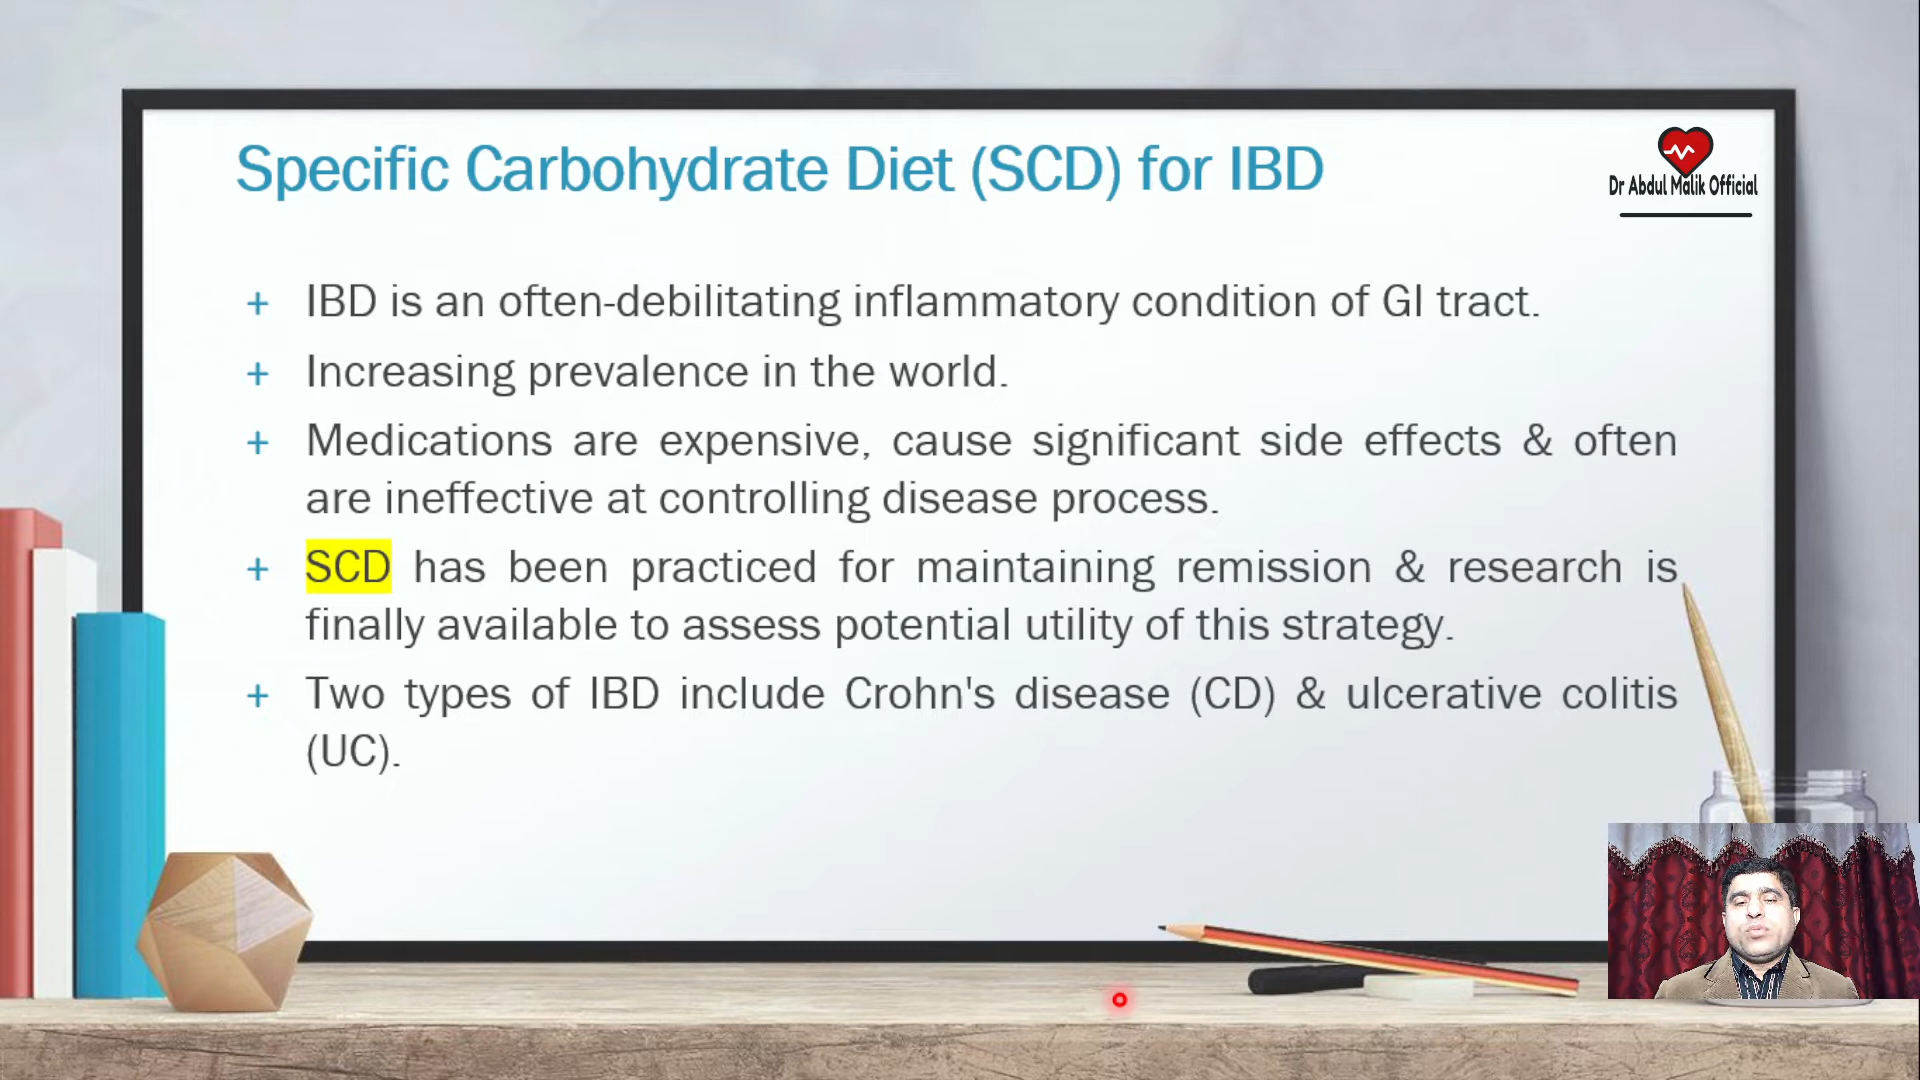 Specific Carbohydrate Diet (SCD) for IBD
Dr Abdul Malik Official
+ IBD is an often-debilitating inflammatory condition of GI tract.
+ Increasing prevalence in the world.
+ Medications are expensive, cause significant side effects & often
are ineffective at controlling disease process.
+ SCD has been practiced for maintaining remission & research is
finally available to assess potential utility of this strategy.
+ Two types of IBD include Crohn's disease (CD) & ulcerative colitis
(UC).